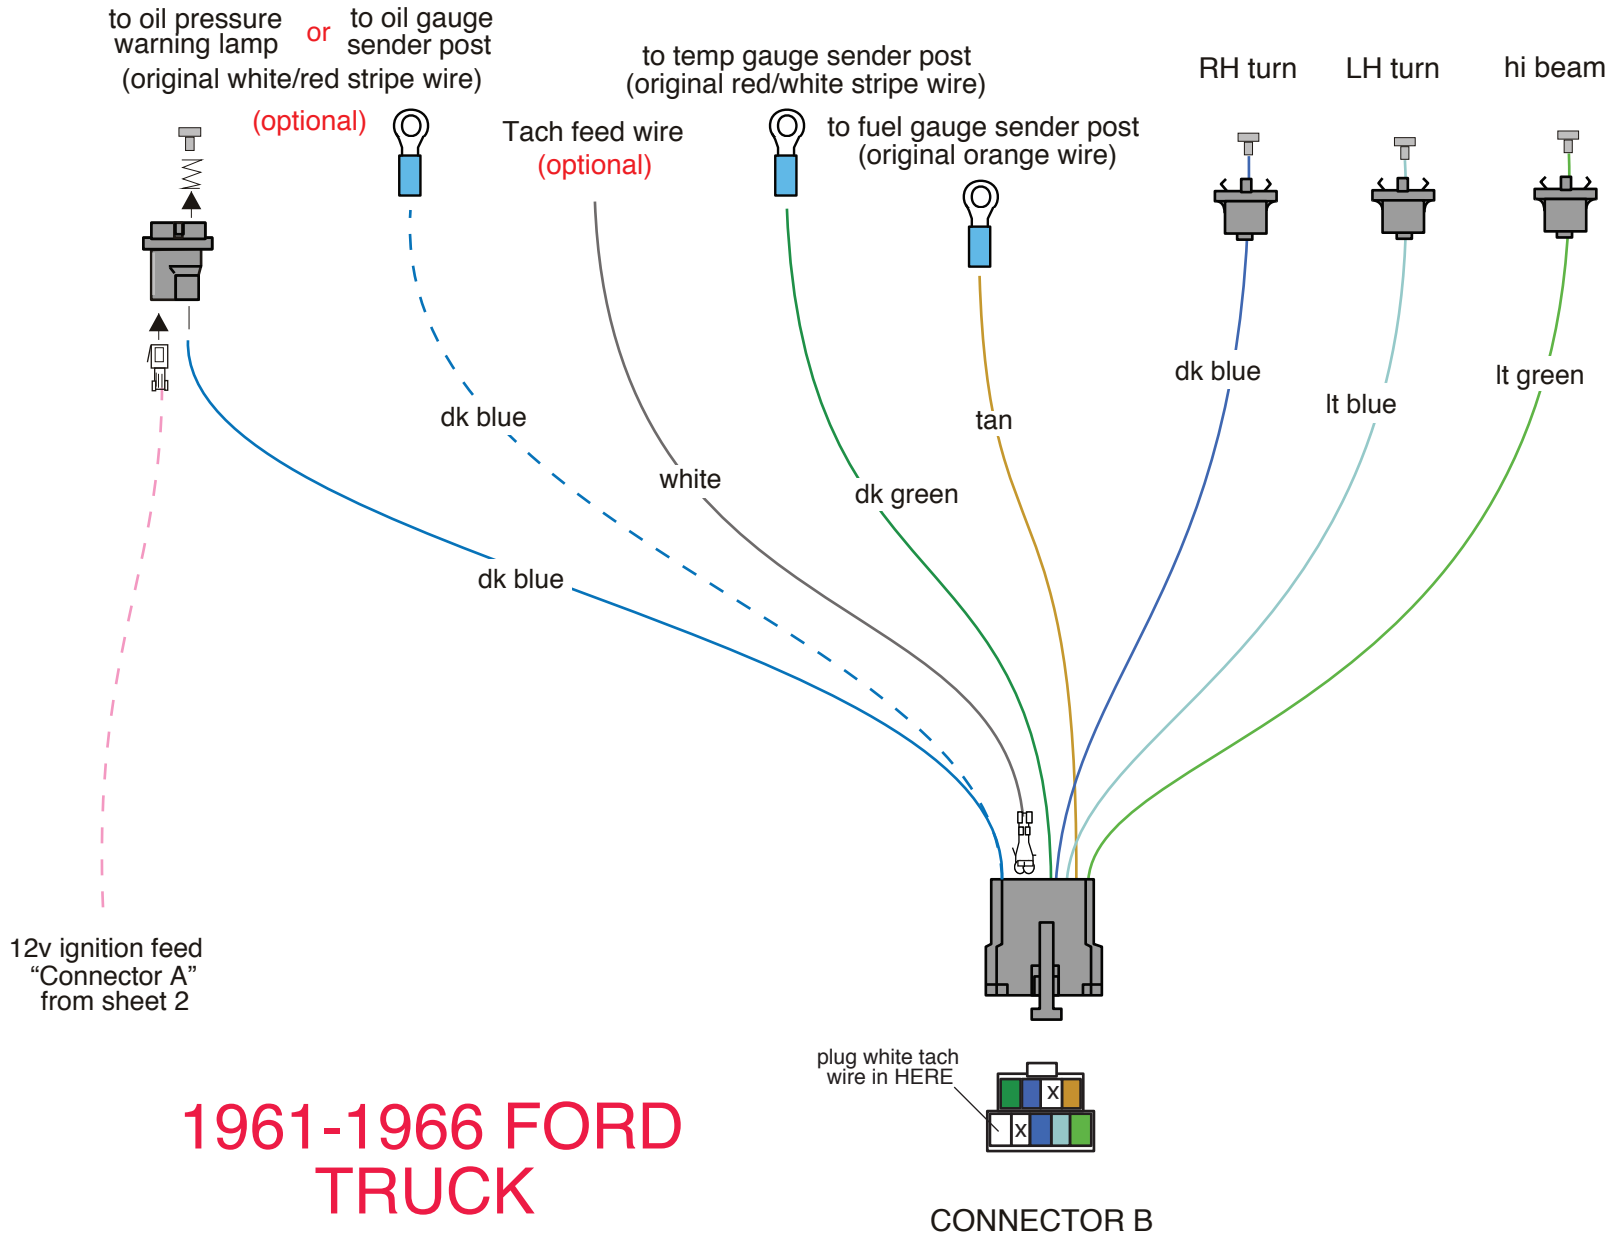 to oil pressure
warning lamp
or
to oil gauge
sender post
(original white/red stripe wire)
(optional)
Tach feed wire
(optional)
to temp gauge sender post
(original red/white stripe wire)
to fuel gauge sender post
(original orange wire)
RH turn
LH turn
hi beam
dk blue
dk blue
white
dk green
tan
dk blue
lt blue
lt green
12v ignition feed
“Connector A”
from sheet 2
plug white tach
wire in HERE
X
X
1961-1966 FORD
TRUCK
CONNECTOR B